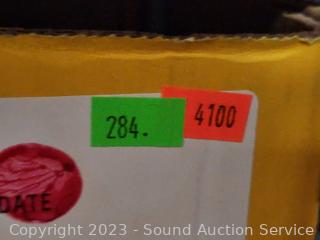 284.
4100
DATE
Copyright 2023 - Sound Auction Service